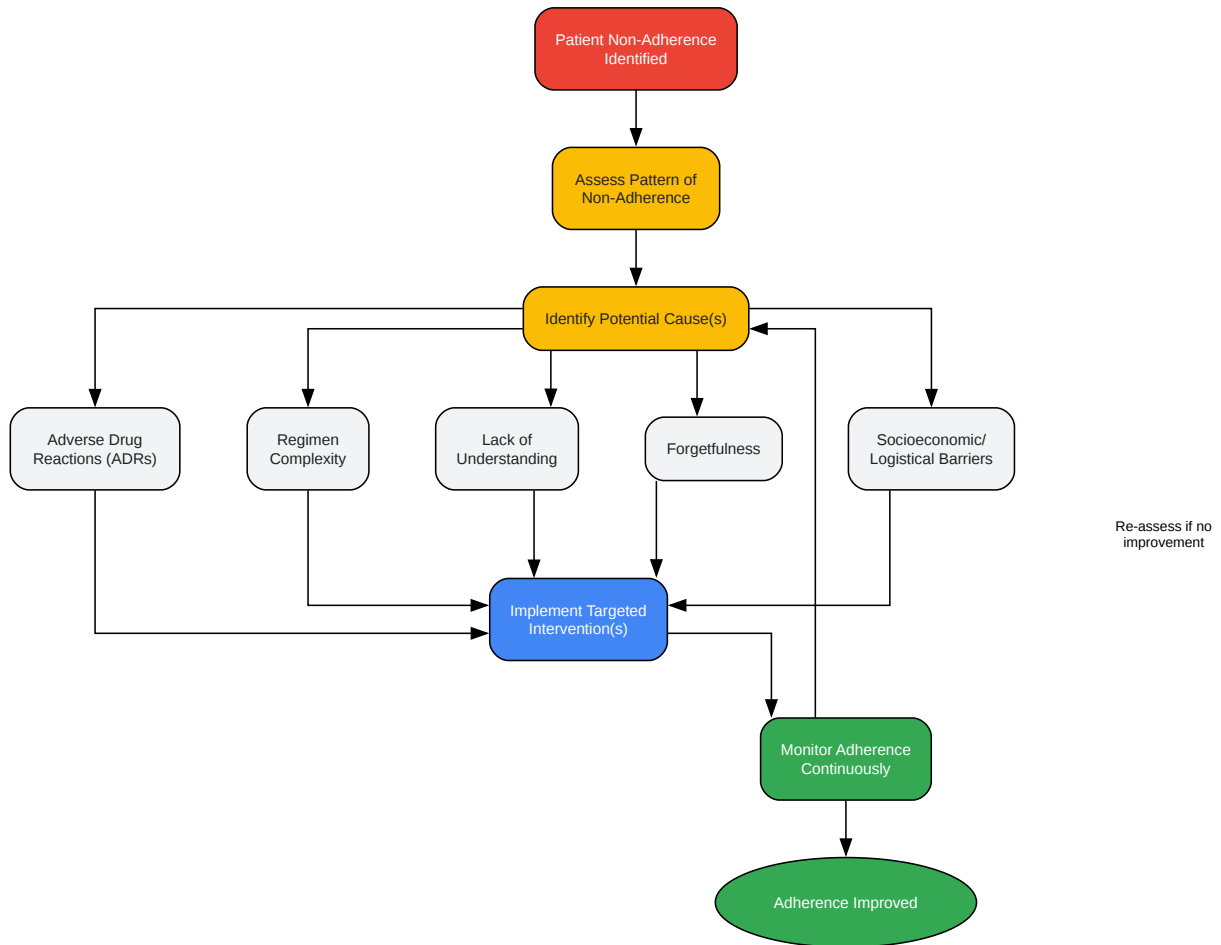 Patient Non-Adherence
Identified
Assess Pattern of
Non-Adherence
Identify Potential Cause(s)
Adverse Drug
Reactions (ADRs)
Regimen
Complexity
Lack of
Understanding
Forgetfulness
Socioeconomic/
Logistical Barriers
Re-assess if no
improvement
Implement Targeted
Intervention(s)
Monitor Adherence
Continuously
Adherence Improved